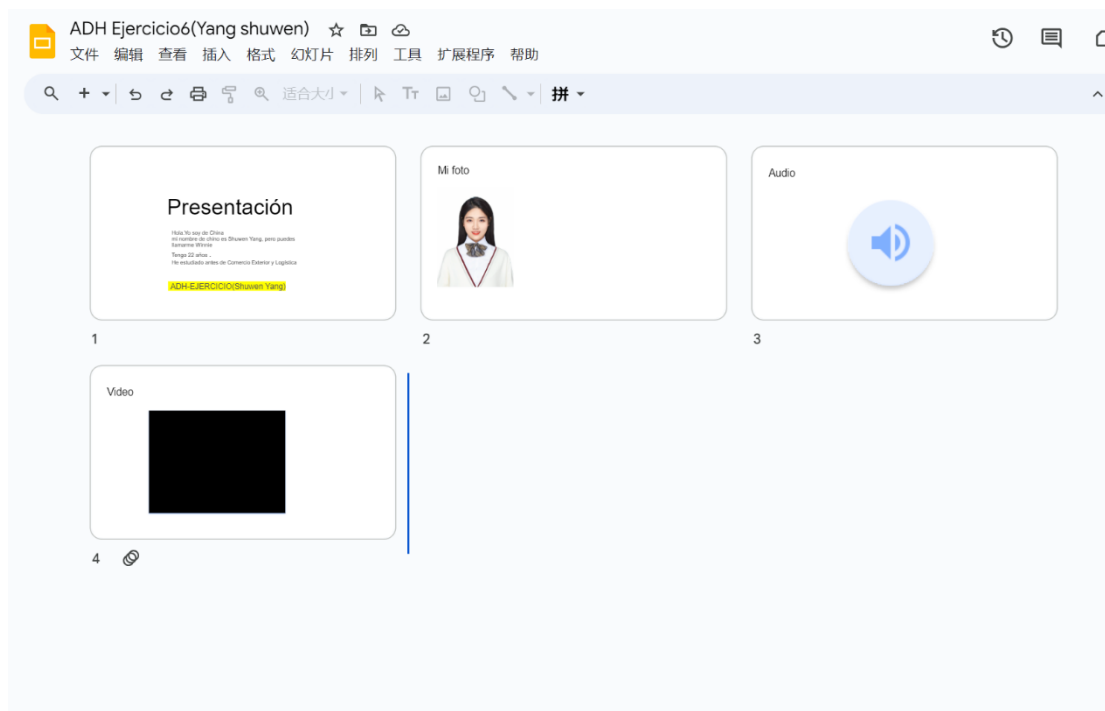 ADH Ejercicio6(Yang shuwen)
文件 编辑 查看 插入 格式 幻灯片 排列 工具 扩展程序 帮助
适合大小 Tт 拼
Presentación
Hola.Yo soy de China
mi nombre de chino es Shuwen Yang, pero puedes
llamarme Winnie
Tengo 22 años .
He estudiado antes de Comercio Exterior y Logística
ADH-EJERCICIO(Shuwen Yang)
1
Mi foto
2
Audio
3
Video
4